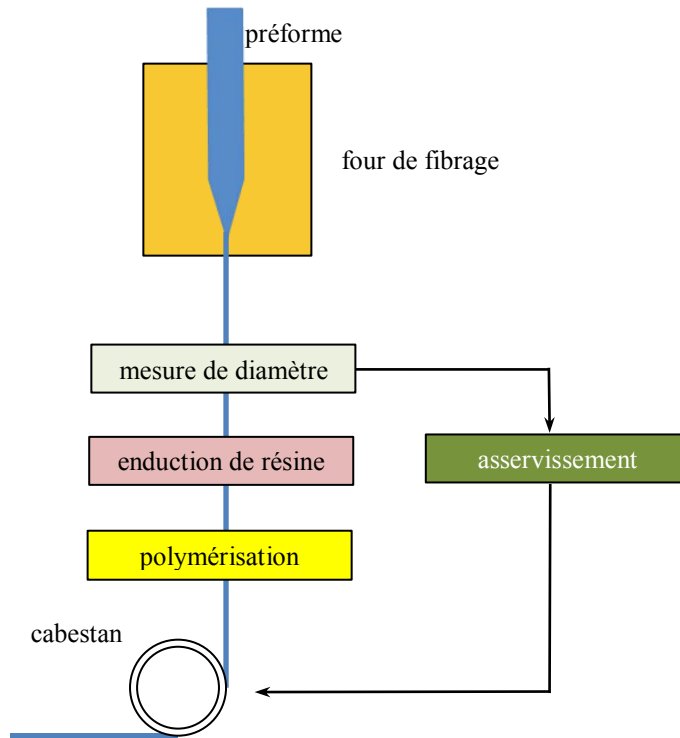 préforme
four de fibrage
mesure de diamètre
enduction de résine
asservissement
polymérisation
cabestan